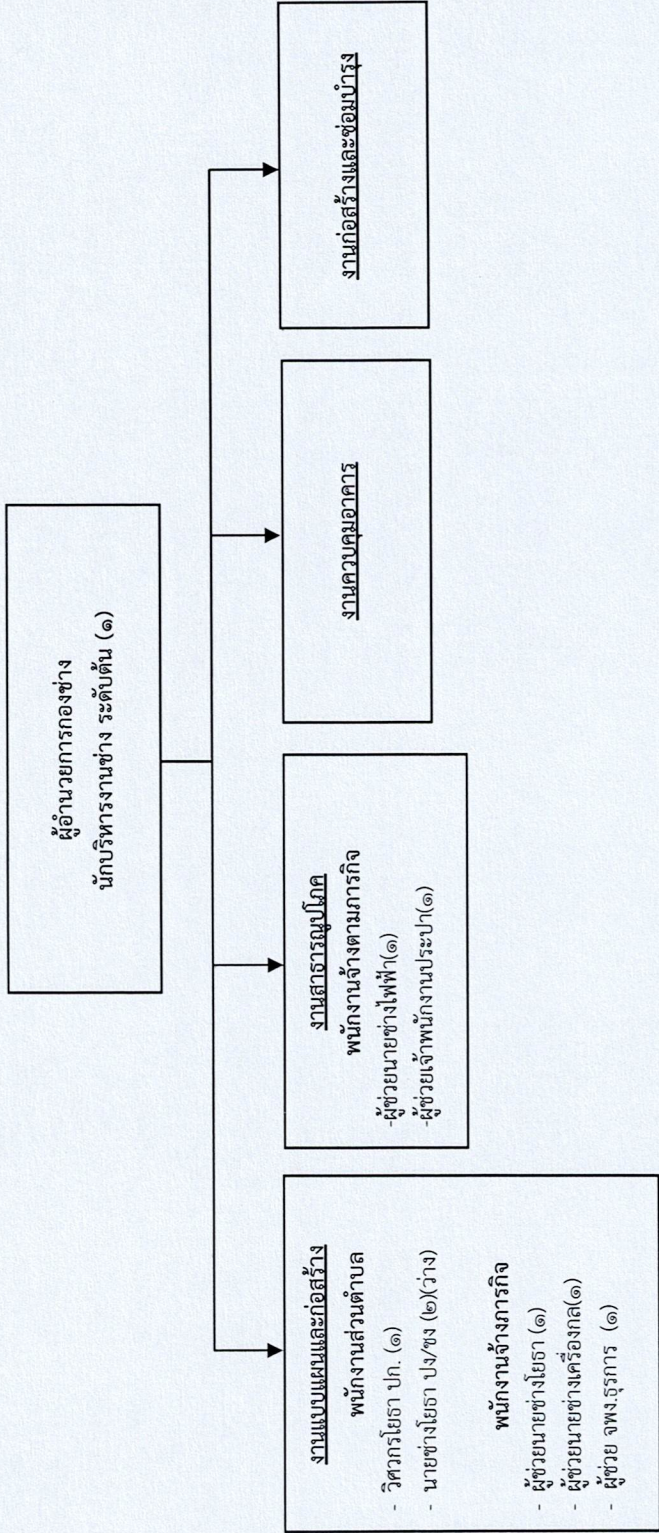 ผู้อำนวยการกองช่าง
นักบริหารงานช่าง ระดับต้น (๑)
งานแบบแผนและก่อสร้าง
พนักงานส่วนตำบล
- วิศวกรโยธา ปก. (๑)
- นายช่างโยธา ปง/ชง (๒)(ว่าง)
พนักงานจ้างภารกิจ
- ผู้ช่วยนายช่างโยธา (๑)
- ผู้ช่วยนายช่างเครื่องกล(๑)
- ผู้ช่วย จพง.ธุรการ (๑)
งานสาธารณูปโภค
พนักงานจ้างตามภารกิจ
-ผู้ช่วยนายช่างไฟฟ้า(๑)
-ผู้ช่วยเจ้าพนักงานประปา(๑)
งานควบคุมอาคาร
งานก่อสร้างและซ่อมบำรุง